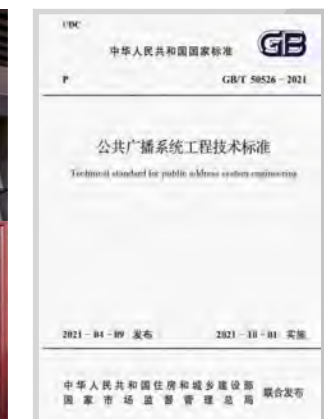 UDC
中华人民共和国国家标准
GB
P
GB/T 50526 - 2021
公共广播系统工程技术标准
Technical standard for public address system engineering
2021 - 04 - 09 发布
2021 - 10 - 01 实施
中华人民共和国住房和城乡建设部
国家市场监督管理总局
联合发布